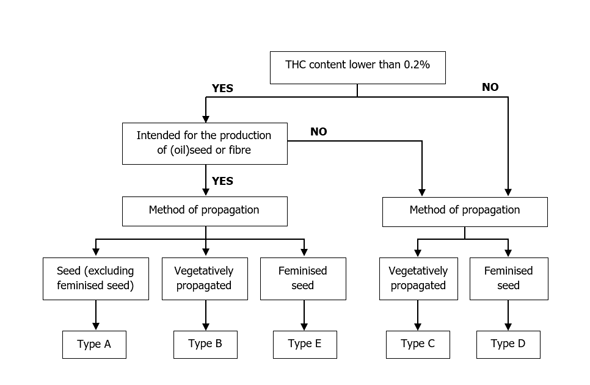 THC content lower than 0.2%
YES
NO
Intended for the production
of (oil)seed or fibre
NO
YES
Method of propagation
Method of propagation
Seed (excluding
feminised seed)
Vegetatively
propagated
Feminised
seed
Vegetatively
propagated
Feminised
seed
Type A
Type B
Type E
Type C
Type D